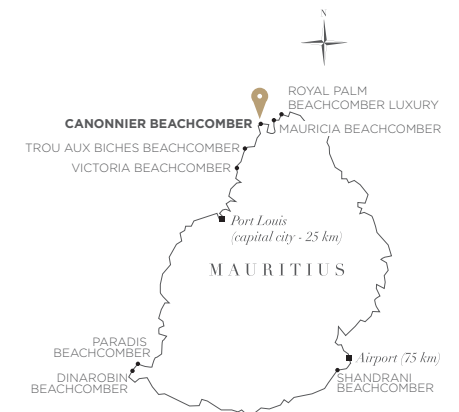 N
ROYAL PALM
BEACHCOMBER LUXURY
CANONNIER BEACHCOMBER
MAURICIA BEACHCOMBER
TROU AUX BICHES BEACHCOMBER
VICTORIA BEACHCOMBER
Port Louis
(capital city - 25 km)
MAURITIUS
PARADIS
BEACHCOMBER
Airport (75 km)
DINAROBIN
BEACHCOMBER
SHANDRANI
BEACHCOMBER